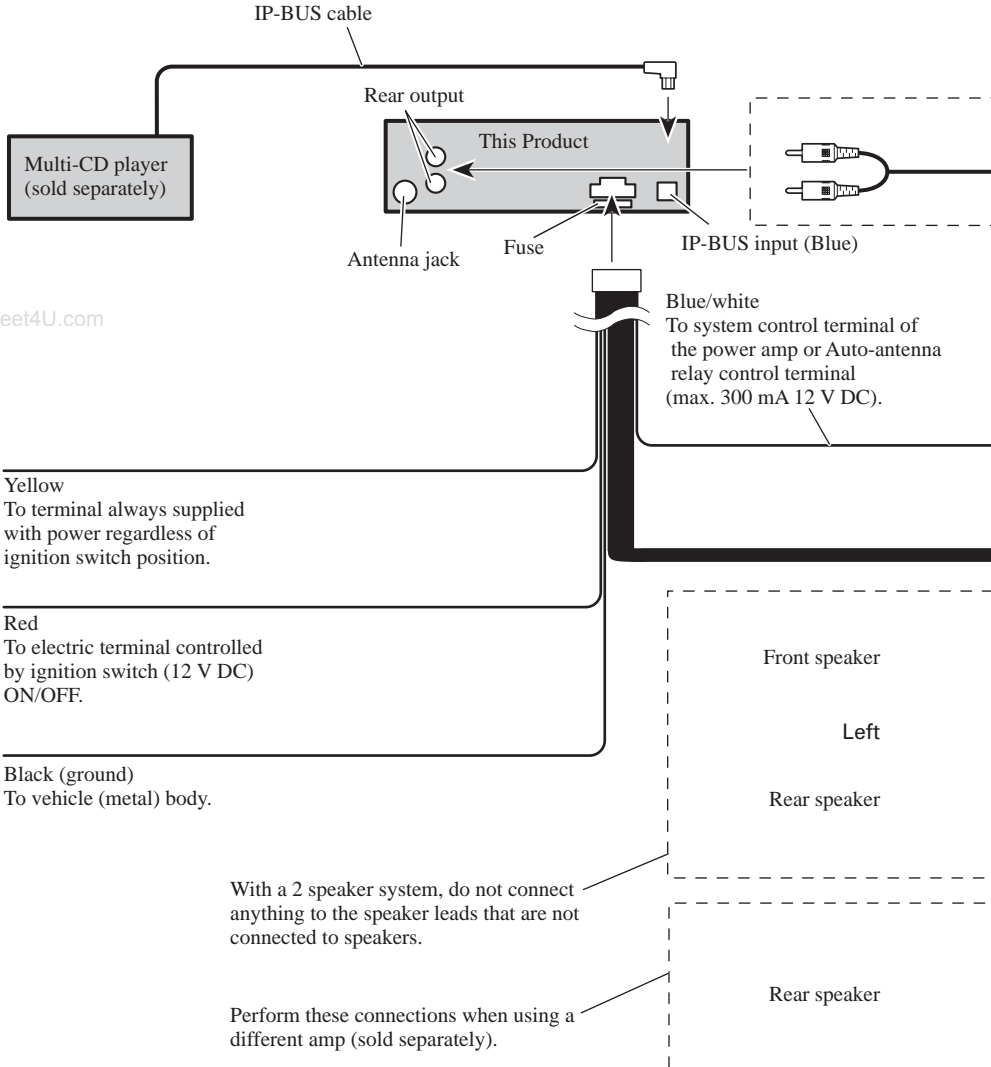 IP-BUS cable
Rear output
This Product
Multi-CD player
(sold separately)
IP-BUS input (Blue)
Fuse
Antenna jack
eet4U.com
Blue/white
To system control terminal of
the power amp or Auto-antenna
relay control terminal
(max. 300 mA 12 V DC).
Yellow
To terminal always supplied
with power regardless of
ignition switch position.
Red
To electric terminal controlled
by ignition switch (12 V DC)
ON/OFF.
Front speaker
Left
Black (ground)
To vehicle (metal) body.
Rear speaker
With a 2 speaker system, do not connect
anything to the speaker leads that are not
connected to speakers.
Rear speaker
Perform these connections when using a
different amp (sold separately).